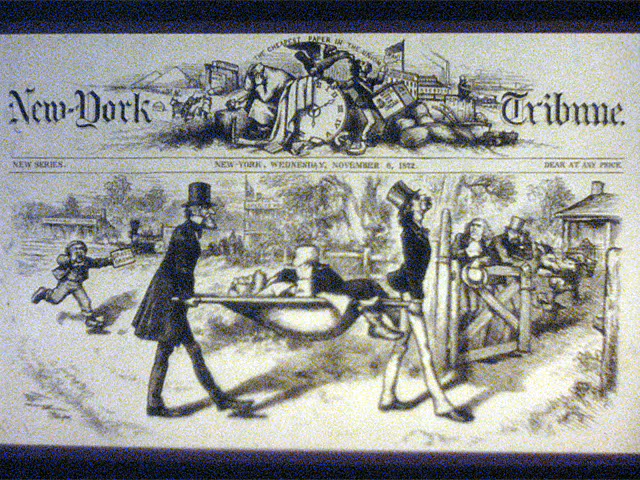 THE CHEAPEST PAPER IN THE
New-York Tribune.
NEW SERIES. NEW-YORK, WEDNESDAY, NOVEMBER 6, 1872. DEAR AT ANY PRICE.